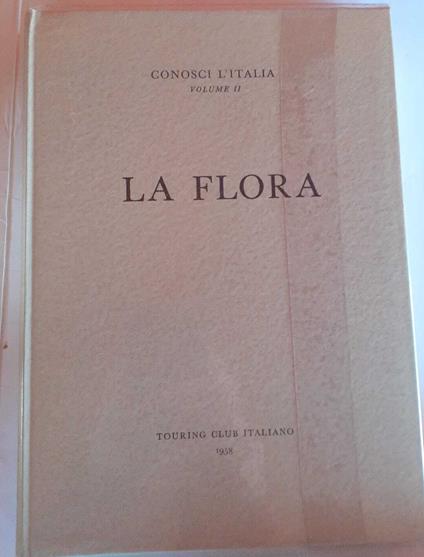 CONOSCI L'ITALIA
VOLUME II
LA FLORA
TOURING CLUB ITALIANO
1958